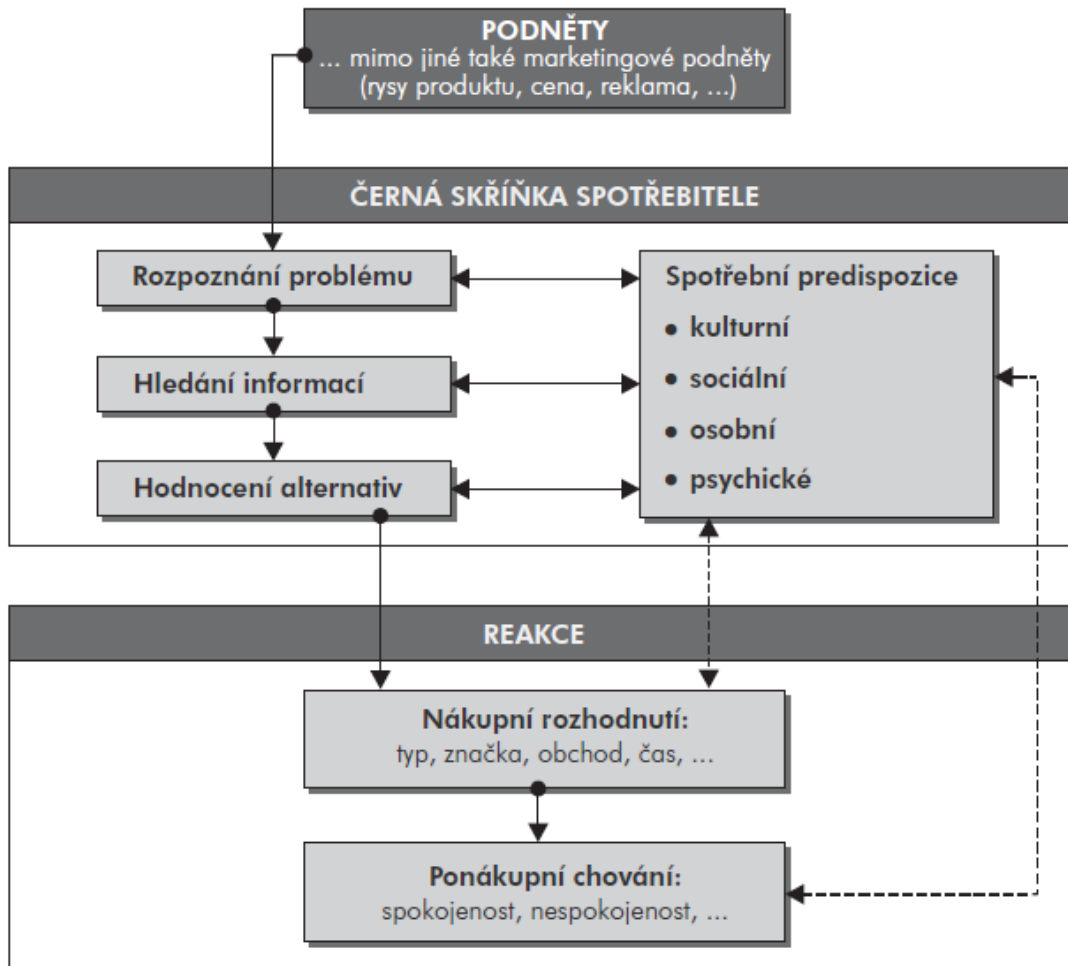 PODNĚTY
... mimo jiné také marketingové podněty
(rysy produktu, cena, reklama, ...)
ČERNÁ SKŘÍŇKA SPOTŘEBITELE
Rozpoznání problému
Hledání informací
Hodnocení alternativ
Spotřební predispozice
• kulturní
• sociální
• osobní
• psychické
REAKCE
Nákupní rozhodnutí:
typ, značka, obchod, čas, ...
Ponákupní chování:
spokojenost, nespokojenost, ...